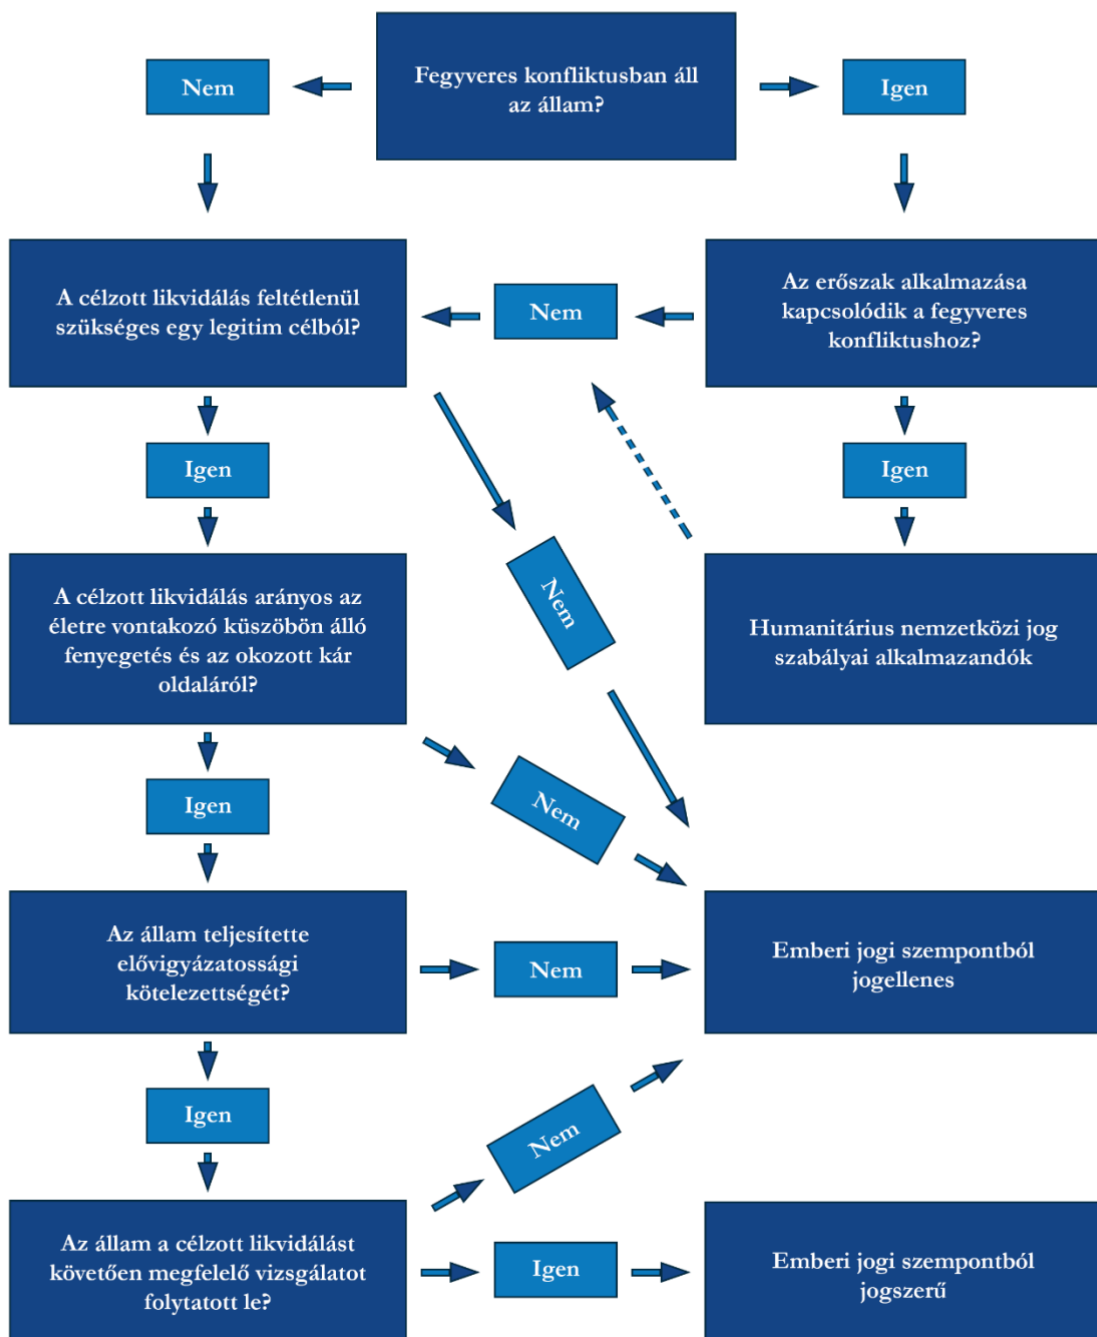 Fegyveres konfliktusban áll
az állam?
Nem
Igen
A célzott likvidálás feltétlenül
szükséges egy legitim célból?
Nem
Az erőszak alkalmazása
kapcsolódik a fegyveres
konfliktushoz?
Igen
Igen
A célzott likvidálás arányos az
életre vontakozó küszöbön álló
fenyegetés és az okozott kár
oldaláról?
Nem
Humanitárius nemzetközi jog
szabályai alkalmazandók
Igen
Nem
Az állam teljesítette
elővigyázatossági
kötelezettségét?
Nem
Emberi jogi szempontból
jogellenes
Igen
Nem
Az állam a célzott likvidálást
követően megfelelő vizsgálatot
folytatott le?
Igen
Emberi jogi szempontból
jogszerű